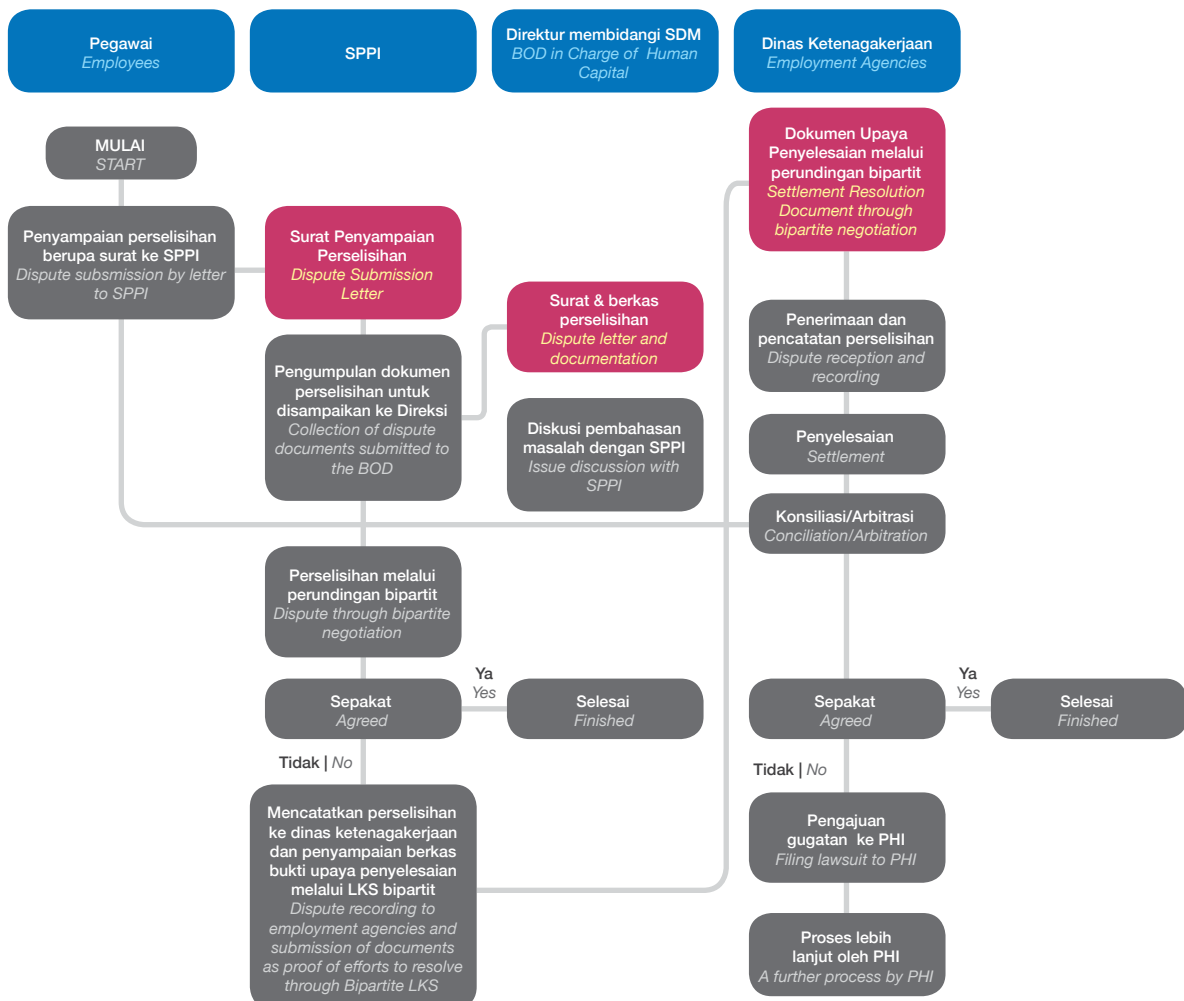 Pegawai
Employees
SPPI
Direktur membidangi SDM
BOD in Charge of Human
Capital
Dinas Ketenagakerjaan
Employment Agencies
MULAI
START
Penyampaian perselisihan
berupa surat ke SPPI
Dispute subsmission by letter
to SPPI
Surat Penyampaian
Perselisihan
Dispute Submission
Letter
Pengumpulan dokumen
perselisihan untuk
disampaikan ke Direksi
Collection of dispute
documents submitted to
the BOD
Surat & berkas
perselisihan
Dispute letter and
documentation
Diskusi pembahasan
masalah dengan SPPI
Issue discussion with
SPPI
Perselisihan melalui
perundingan bipartit
Dispute through bipartite
negotiation
Sepakat
Agreed
Ya
Yes
Selesai
Finished
Tidak | No
Mencatatkan perselisihan
ke dinas ketenagakerjaan
dan penyampaian berkas
bukti upaya penyelesaian
melalui LKS bipartit
Dispute recording to
employment agencies and
submission of documents
as proof of efforts to resolve
through Bipartite LKS
Dokumen Upaya
Penyelesaian melalui
perundingan bipartit
Settlement Resolution
Document through
bipartite negotiation
Penerimaan dan
pencatatan perselisihan
Dispute reception and
recording
Penyelesaian
Settlement
Konsiliasi/Arbitrasi
Conciliation/Arbitration
Sepakat
Agreed
Ya
Yes
Selesai
Finished
Tidak | No
Pengajuan
gugatan ke PHI
Filing lawsuit to PHI
Proses lebih
lanjut oleh PHI
A further process by PHI